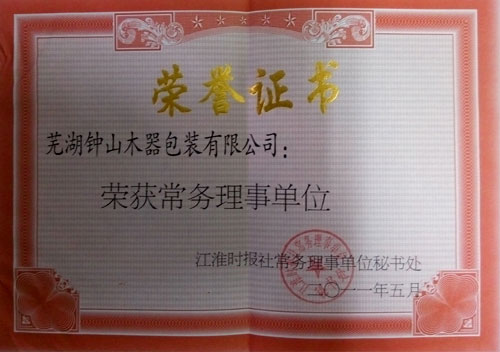 荣誉证书
芜湖钟山木器包装有限公司：
荣获常务理事单位
江淮时报社常务理事单位秘书处
二〇一一年五月